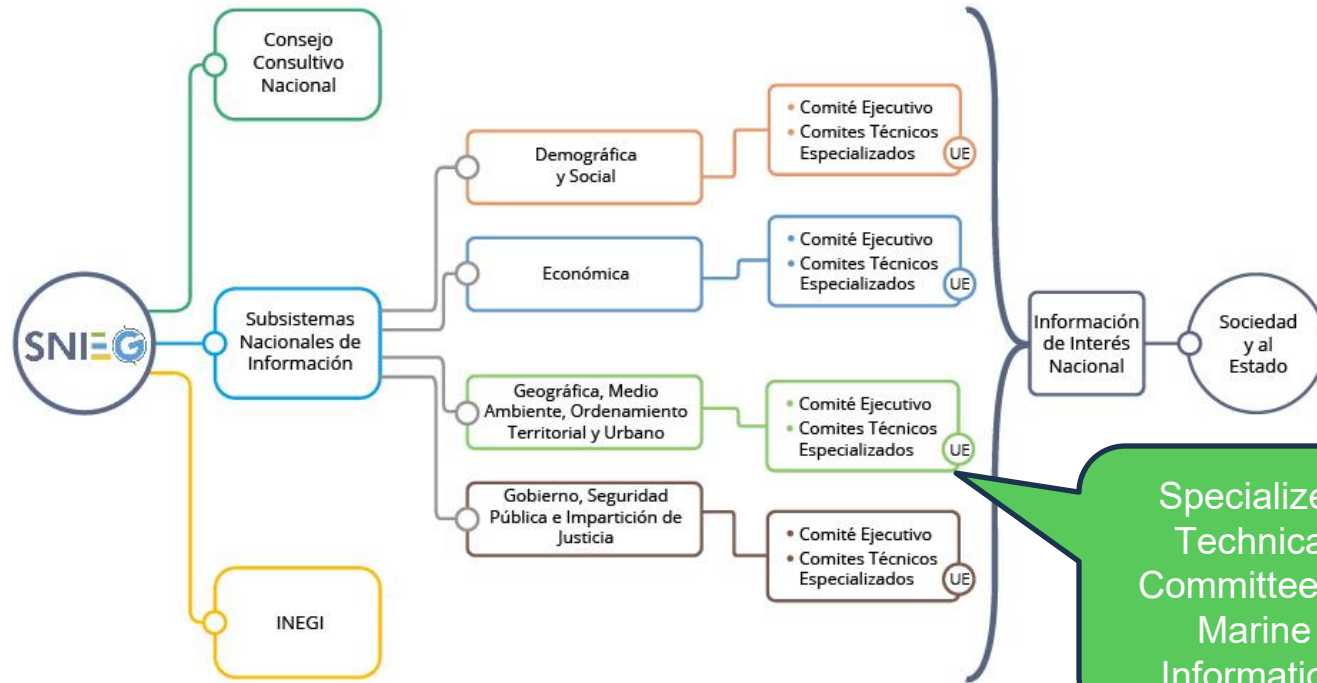 Consejo
Consultivo
Nacional
SNIEG
Subsistemas
Nacionales de
Información
INEGI
Demográfica
y Social
• Comité Ejecutivo
• Comites Técnicos
Especializados
UE
Económica
• Comité Ejecutivo
• Comites Técnicos
Especializados
UE
Geográfica, Medio
Ambiente, Ordenamiento
Territorial y Urbano
• Comité Ejecutivo
• Comites Técnicos
Especializados
UE
Gobierno, Seguridad
Pública e Impartición de
Justicia
• Comité Ejecutivo
• Comites Técnicos
Especializados
UE
Información
de Interés
Nacional
Sociedad
y al
Estado
Marine